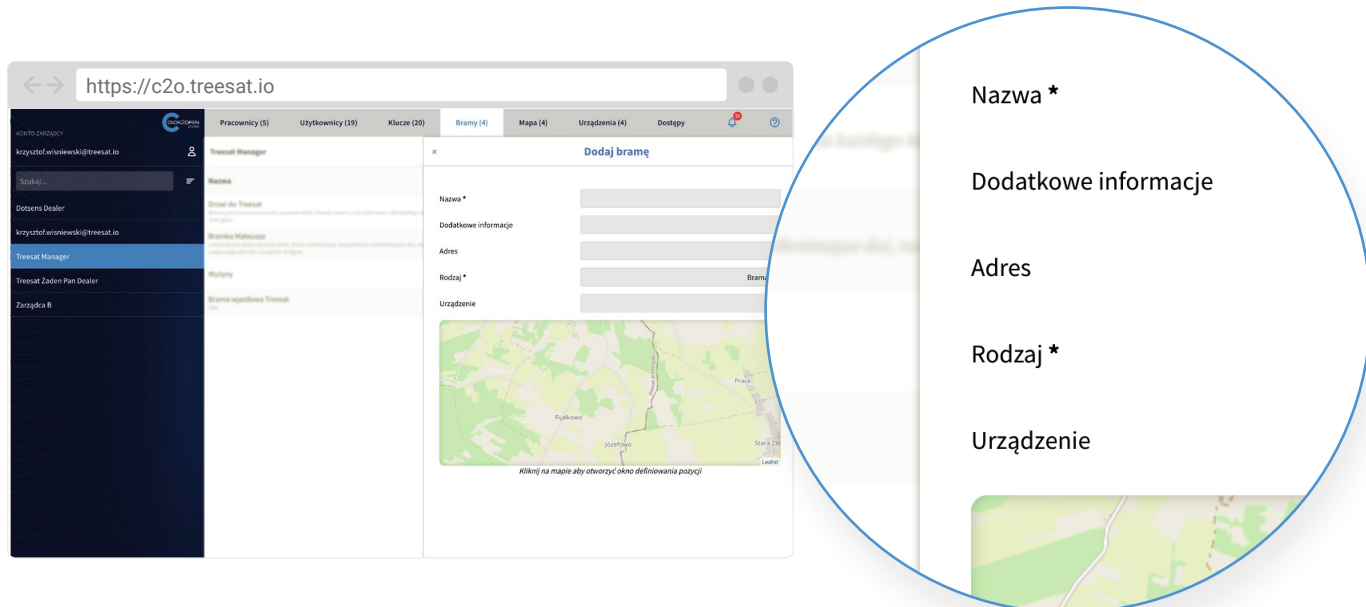 https://c2o.treesat.io
KONTO ZARZĄDCY
CLICK2OPEN
SYSTEM
krzysztof.wisniewski@treesat.io
Szukaj...
Dotsens Dealer
krzysztof.wisniewski@treesat.io
Treesat Manager
Treesat Żaden Pan Dealer
Zarządca B
Pracownicy (5) Użytkownicy (19) Klucze (20) Bramy (4) Mapa (4) Urządzenia (4) Dostępy
Treesat Manager
Nazwa
Drzwi do Treesat
Bramka Mateusza
Wyżyny
Brama wjazdowa Treesat
× Dodaj bramę
Nazwa *
Dodatkowe informacje
Adres
Rodzaj * Brama
Urządzenie
Prace
Fijałkowo
Józefowo
Stara Zb
Leaflet
Kliknij na mapie aby otworzyć okno definiowania pozycji
Nazwa *
Dodatkowe informacje
Adres
Rodzaj *
Urządzenie